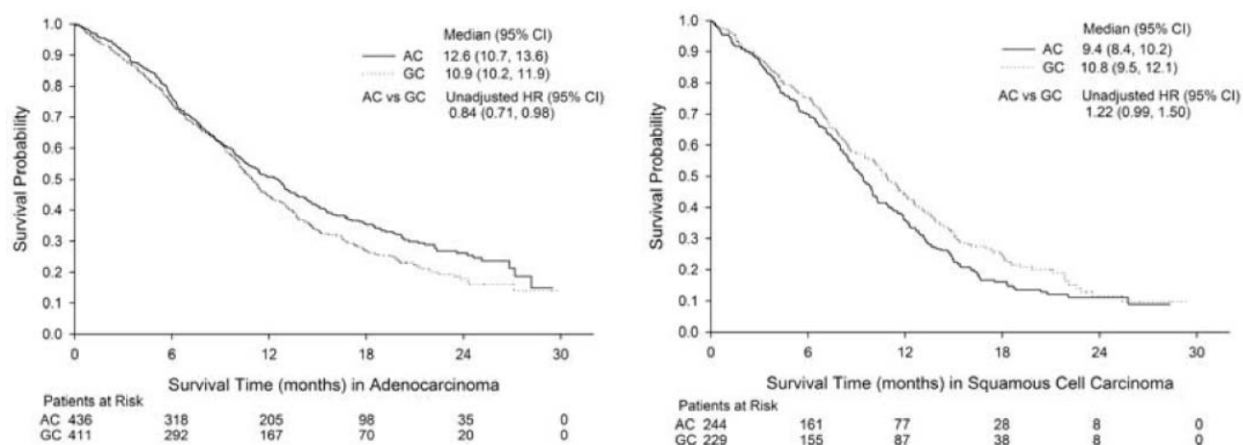 Median (95% CI)
AC 12.6 (10.7, 13.6)
GC 10.9 (10.2, 11.9)
AC vs GC Unadjusted HR (95% CI)
0.84 (0.71, 0.98)
Survival Probability
1.0
0.9
0.8
0.7
0.6
0.5
0.4
0.3
0.2
0.1
0.0
0 6 12 18 24 30
Survival Time (months) in Adenocarcinoma
Patients at Risk
AC 436 318 205 98 35 0
GC 411 292 167 70 20 0
Median (95% CI)
AC 9.4 (8.4, 10.2)
GC 10.8 (9.5, 12.1)
AC vs GC Unadjusted HR (95% CI)
1.22 (0.99, 1.50)
Survival Probability
1.0
0.9
0.8
0.7
0.6
0.5
0.4
0.3
0.2
0.1
0.0
0 6 12 18 24 30
Survival Time (months) in Squamous Cell Carcinoma
Patients at Risk
AC 244 161 77 28 8 0
GC 229 155 87 38 8 0